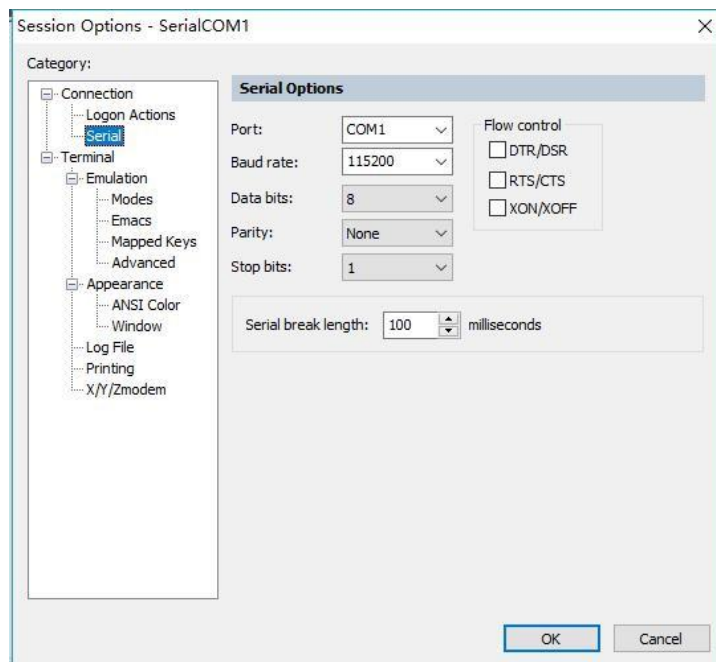 Session Options - SerialCOM1
Category:
Connection
Logon Actions
Serial
Terminal
Emulation
Modes
Emacs
Mapped Keys
Advanced
Appearance
ANSI Color
Window
Log File
Printing
X/Y/Zmodem
Serial Options
Port: COM1
Baud rate: 115200
Data bits: 8
Parity: None
Stop bits: 1
Flow control
DTR/DSR
RTS/CTS
XON/XOFF
Serial break length: 100 milliseconds
OK Cancel